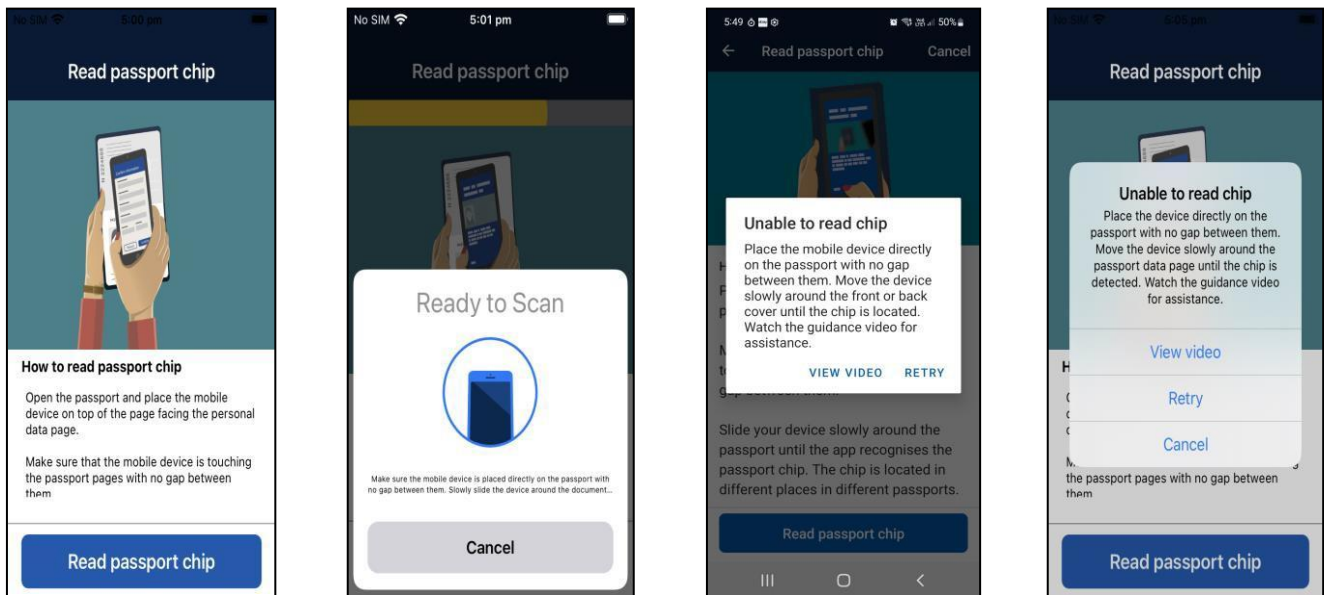 No SIM 5:00 pm
Read passport chip
How to read passport chip
Open the passport and place the mobile
device on top of the page facing the personal
data page.
Make sure that the mobile device is touching
the passport pages with no gap between
them
Read passport chip
No SIM 5:01 pm
Read passport chip
Ready to Scan
Make sure the mobile device is placed directly on the passport with
no gap between them. Slowly slide the device around the document...
Cancel
5:49 50%
Read passport chip Cancel
Unable to read chip
Place the mobile device directly
on the passport with no gap
between them. Move the device
slowly around the front or back
cover until the chip is located.
Watch the guidance video for
assistance.
VIEW VIDEO RETRY
gap between them.
Slide your device slowly around the
passport until the app recognises the
passport chip. The chip is located in
different places in different passports.
Read passport chip
No SIM 5:05 pm
Read passport chip
Unable to read chip
Place the device directly on the
passport with no gap between them.
Move the device slowly around the
passport data page until the chip is
detected. Watch the guidance video
for assistance.
View video
Retry
Cancel
the passport pages with no gap between
them
Read passport chip